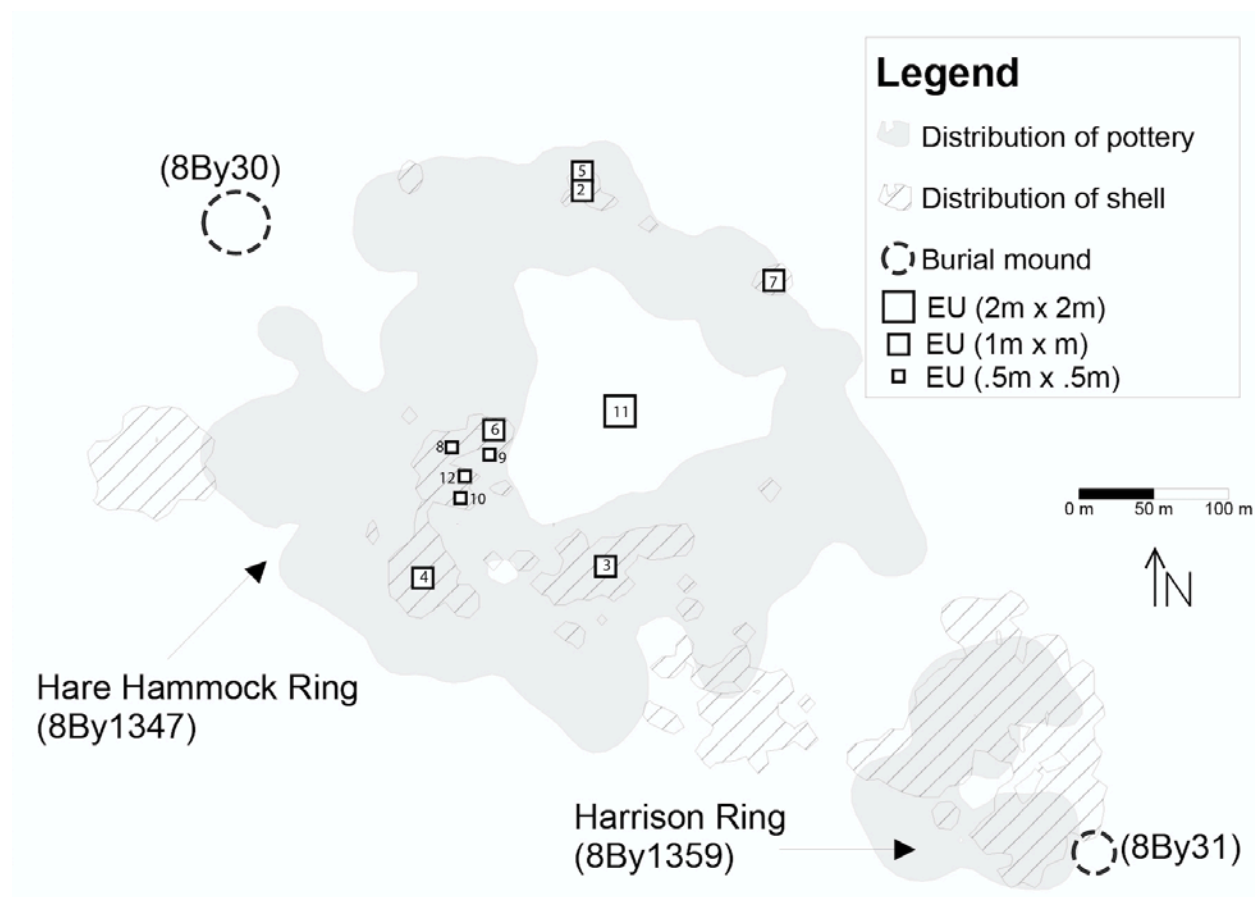 Legend
Distribution of pottery
Distribution of shell
Burial mound
EU (2m x 2m)
EU (1m x m)
EU (.5m x .5m)
(8By30)
5
2
7
11
6
8
9
12
10
3
4
0 m 50 m 100 m
N
Hare Hammock Ring
(8By1347)
Harrison Ring
(8By1359)
(8By31)